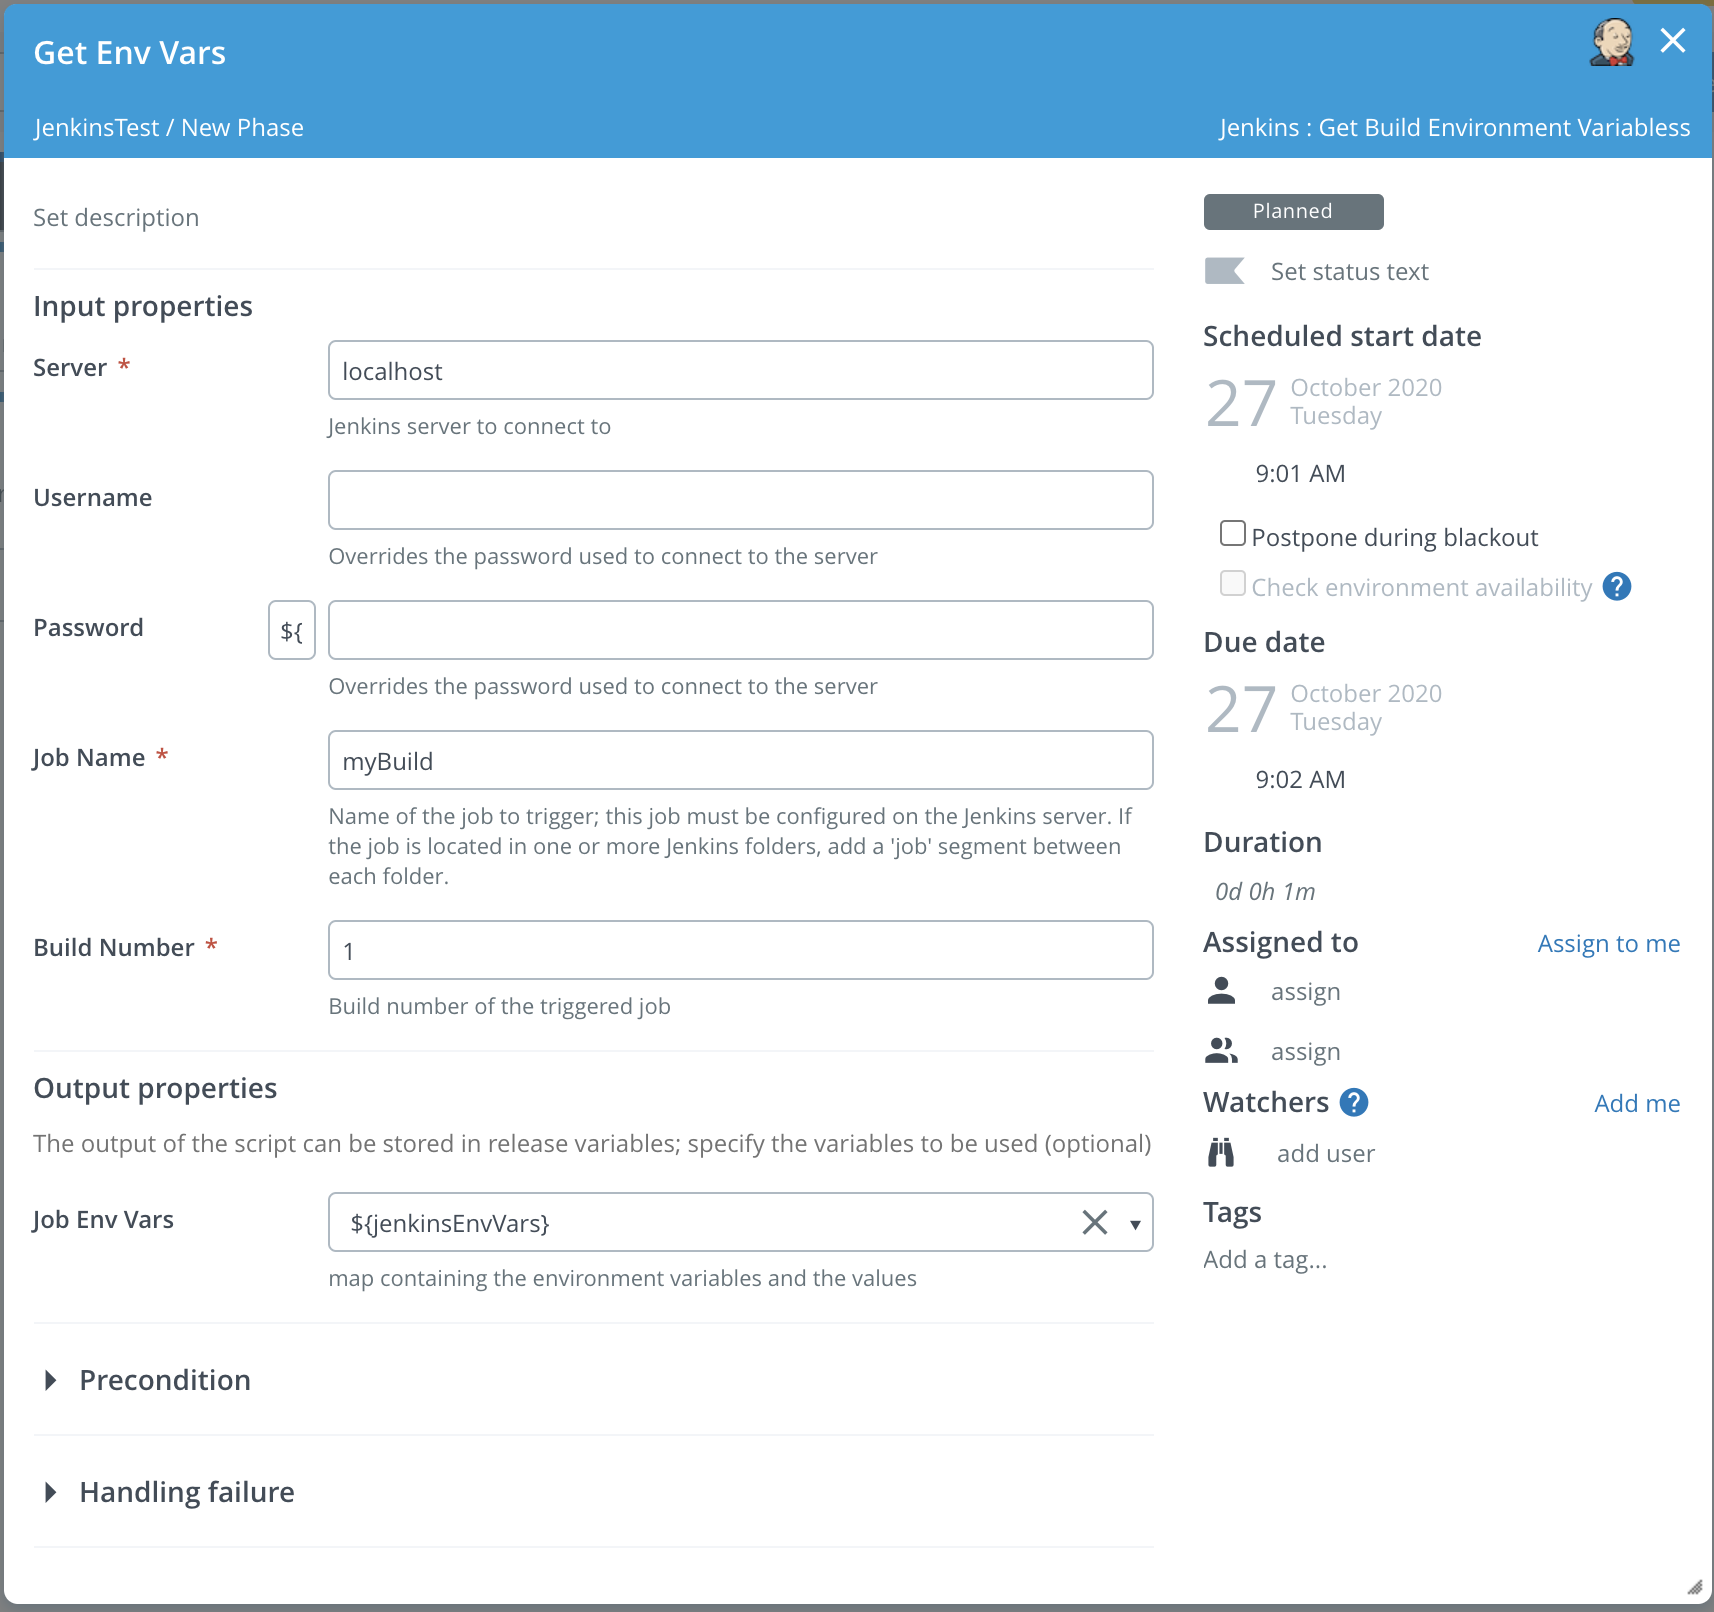 Get Env Vars
JenkinsTest / New Phase
Jenkins : Get Build Environment Variabless
Set description
Input properties
Server *
localhost
Jenkins server to connect to
Username
Overrides the password used to connect to the server
Password
${
Overrides the password used to connect to the server
Job Name *
myBuild
Name of the job to trigger; this job must be configured on the Jenkins server. If
the job is located in one or more Jenkins folders, add a 'job' segment between
each folder.
Build Number *
1
Build number of the triggered job
Output properties
The output of the script can be stored in release variables; specify the variables to be used (optional)
Job Env Vars
${jenkinsEnvVars}
map containing the environment variables and the values
Precondition
Handling failure
Planned
Set status text
Scheduled start date
27
October 2020
Tuesday
9:01 AM
Postpone during blackout
Check environment availability ?
Due date
27
October 2020
Tuesday
9:02 AM
Duration
0d 0h 1m
Assigned to
Assign to me
assign
assign
Watchers ?
Add me
add user
Tags
Add a tag...